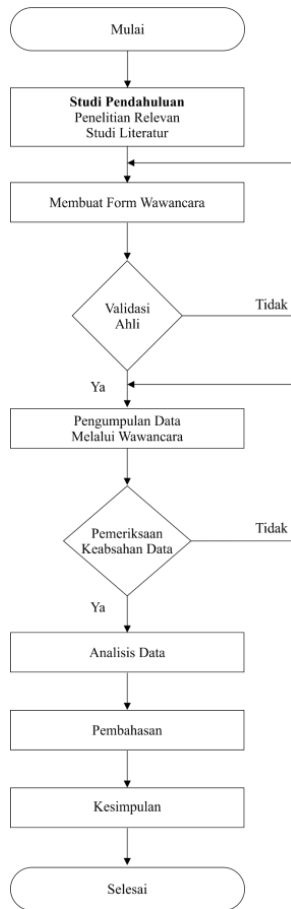 Mulai
Studi Pendahuluan
Penelitian Relevan
Studi Literatur
Membuat Form Wawancara
Validasi
Ahli
Tidak
Ya
Pengumpulan Data
Melalui Wawancara
Pemeriksaan
Keabsahan Data
Tidak
Ya
Analisis Data
Pembahasan
Kesimpulan
Selesai